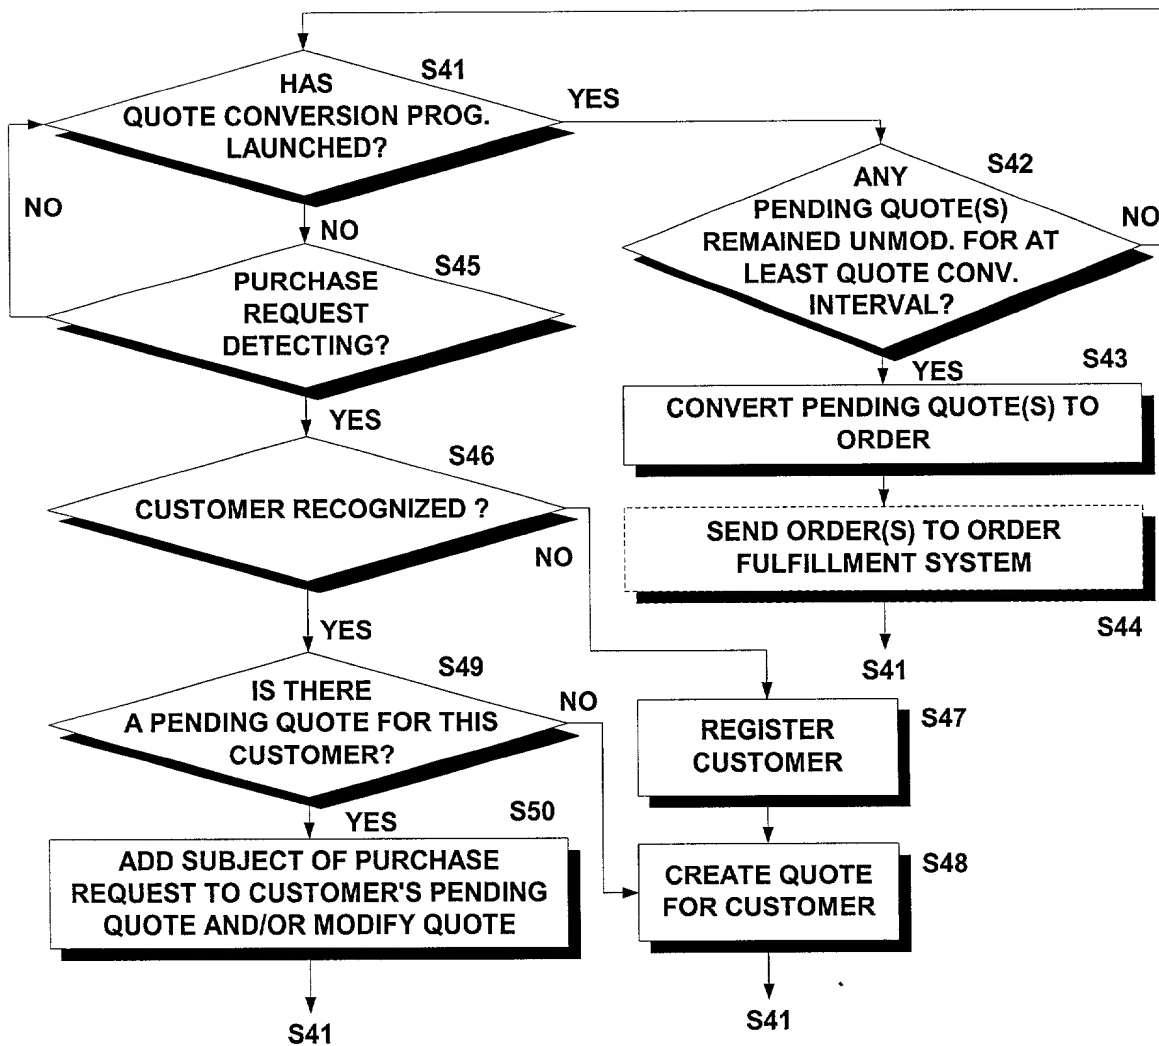 S41
HAS
QUOTE CONVERSION PROG.
LAUNCHED?
YES
NO
NO
S42
ANY
PENDING QUOTE(S)
REMAINED UNMOD. FOR AT
LEAST QUOTE CONV.
INTERVAL?
NO
YES
S45
PURCHASE
REQUEST
DETECTING?
YES
S43
CONVERT PENDING QUOTE(S) TO
ORDER
S46
CUSTOMER RECOGNIZED ?
NO
YES
SEND ORDER(S) TO ORDER
FULFILLMENT SYSTEM
S44
S41
S49
IS THERE
A PENDING QUOTE FOR THIS
CUSTOMER?
NO
YES
S47
REGISTER
CUSTOMER
S50
ADD SUBJECT OF PURCHASE
REQUEST TO CUSTOMER'S PENDING
QUOTE AND/OR MODIFY QUOTE
S48
CREATE QUOTE
FOR CUSTOMER
S41
S41